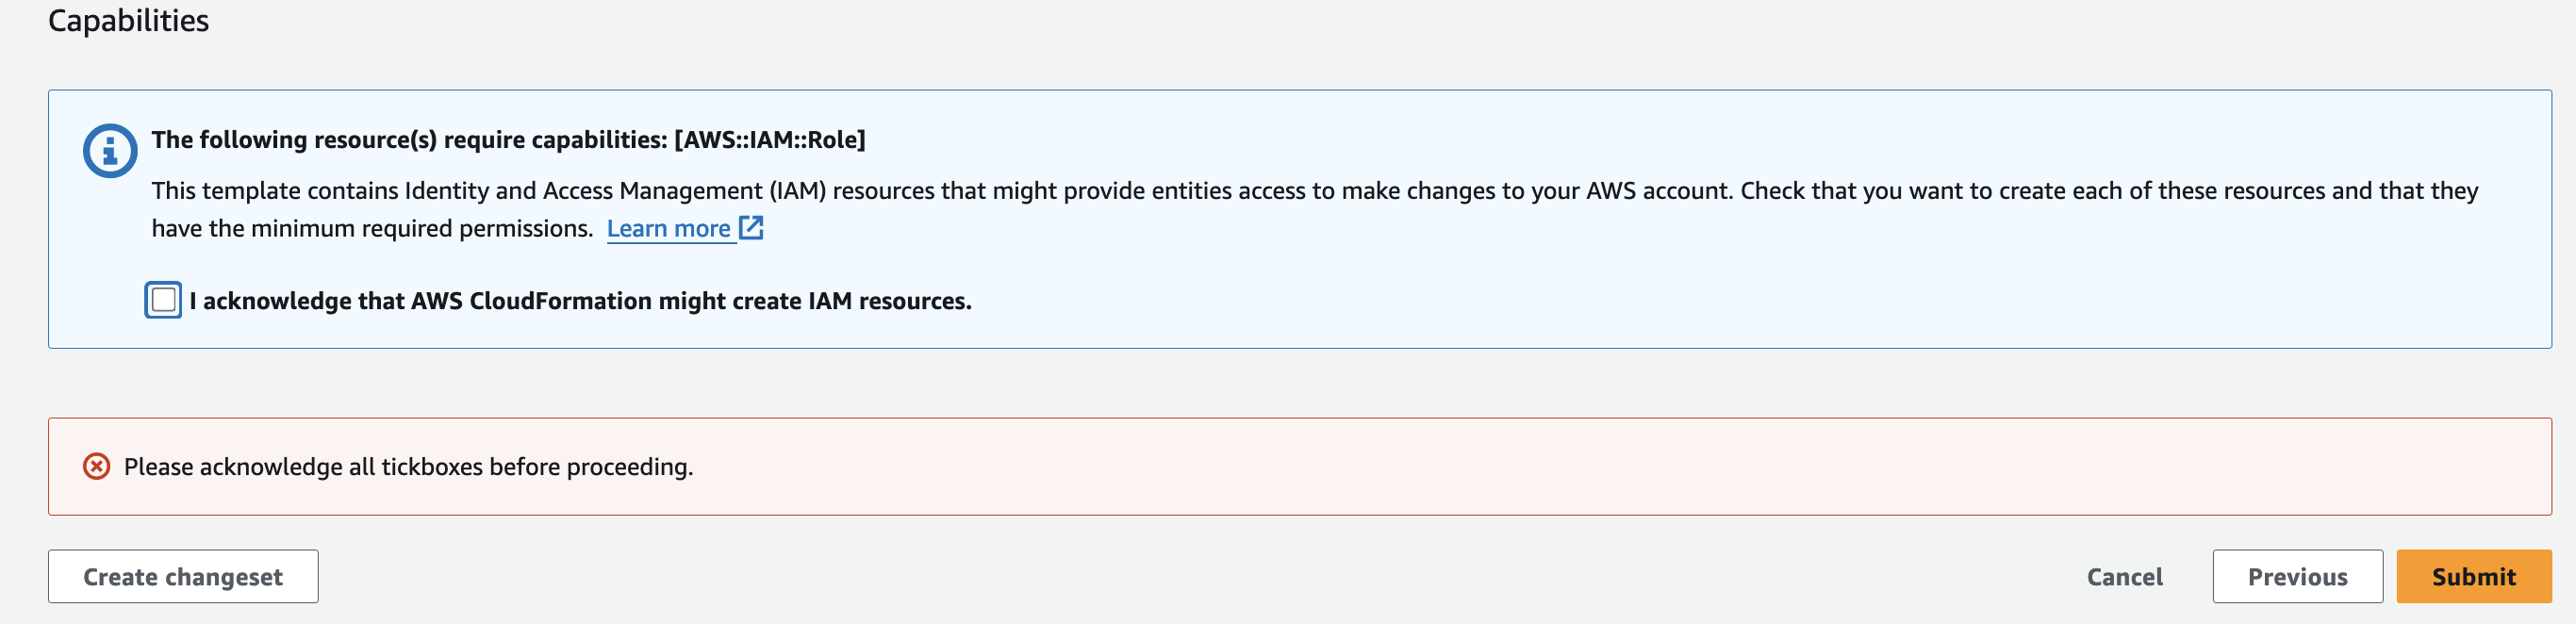 Capabilities
The following resource(s) require capabilities: [AWS::IAM::Role]
This template contains Identity and Access Management (IAM) resources that might provide entities access to make changes to your AWS account. Check that you want to create each of these resources and that they
have the minimum required permissions. Learn more
I acknowledge that AWS CloudFormation might create IAM resources.
Please acknowledge all tickboxes before proceeding.
Create changeset
Cancel
Previous
Submit